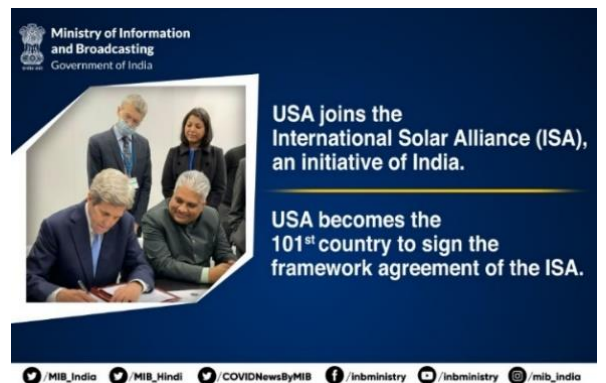 Ministry of Information
and Broadcasting
Government of India
USA joins the
International Solar Alliance (ISA),
an initiative of India.
USA becomes the
101st country to sign the
framework agreement of the ISA.
/MIB_India /MIB_Hindi /COVIDNewsByMIB /inbministry /inbministry /mib_india